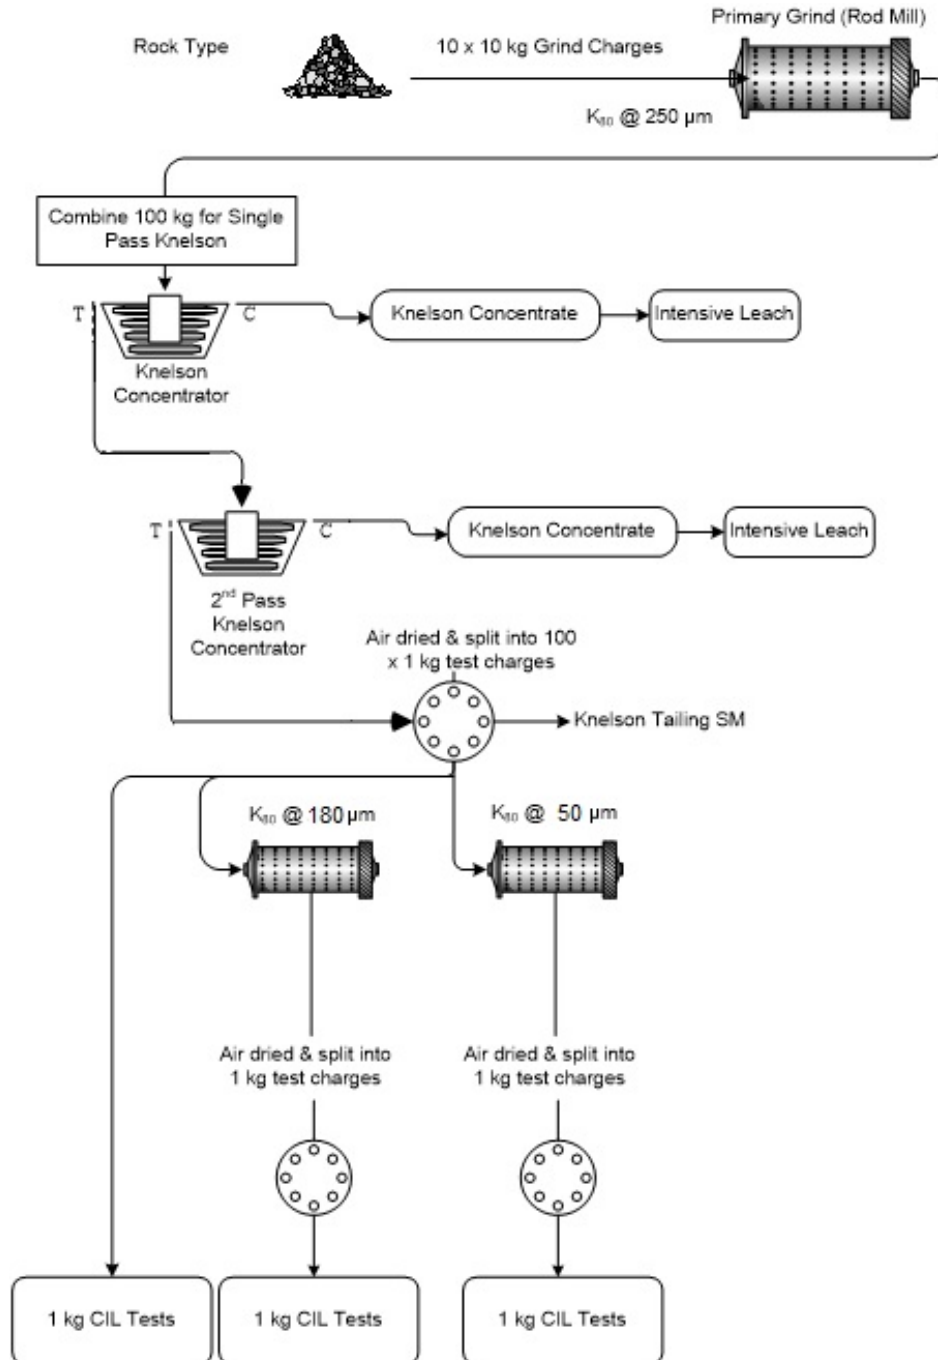 Primary Grind (Rod Mill)
Rock Type
10 x 10 kg Grind Charges
K₈₀ @ 250 µm
Combine 100 kg for Single
Pass Knelson
T
C
Knelson Concentrate
Intensive Leach
Knelson
Concentrator
T
C
Knelson Concentrate
Intensive Leach
2ⁿᵈ Pass
Knelson
Concentrator
Air dried & split into 100
x 1 kg test charges
Knelson Tailing SM
K₈₀ @ 180 µm
K₈₀ @ 50 µm
Air dried & split into
1 kg test charges
Air dried & split into
1 kg test charges
1 kg CIL Tests
1 kg CIL Tests
1 kg CIL Tests